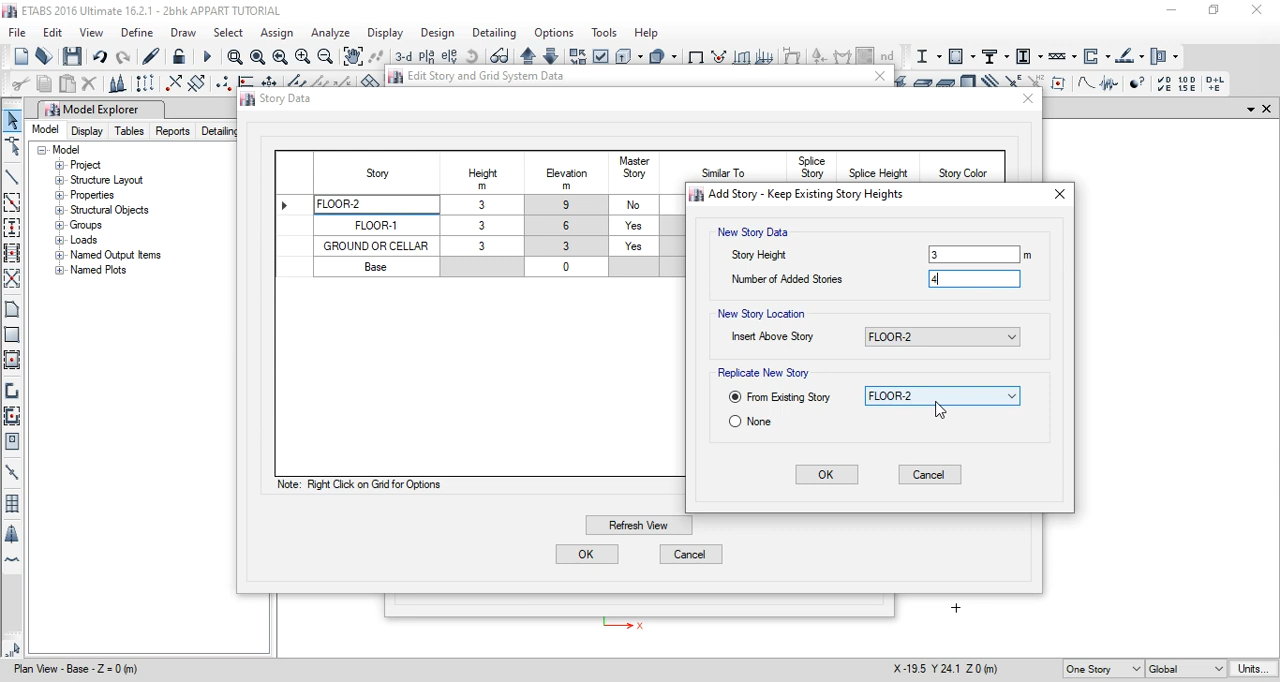 ETABS 2016 Ultimate 16.2.1 - 2bhk APPART TUTORIAL
File Edit View Define Draw Select Assign Analyze Display Design Detailing Options Tools Help
3-d pla ele nd
Edit Story and Grid System Data
Model Explorer
Story Data
Model Display Tables Reports Detailing
Model
Project
Structure Layout
Properties
Structural Objects
Groups
Loads
Named Output Items
Named Plots
Story Height m Elevation m Master Story Similar To Splice Story Splice Height Story Color
FLOOR-2 3 9 No
FLOOR-1 3 6 Yes
GROUND OR CELLAR 3 3 Yes
Base 0
Note: Right Click on Grid for Options
Refresh View
OK Cancel
Add Story - Keep Existing Story Heights
New Story Data
Story Height 3 m
Number of Added Stories 4
New Story Location
Insert Above Story FLOOR-2
Replicate New Story
From Existing Story FLOOR-2
None
OK Cancel
X
Plan View - Base - Z = 0 (m) X -19.5 Y 24.1 Z 0 (m) One Story Global Units...